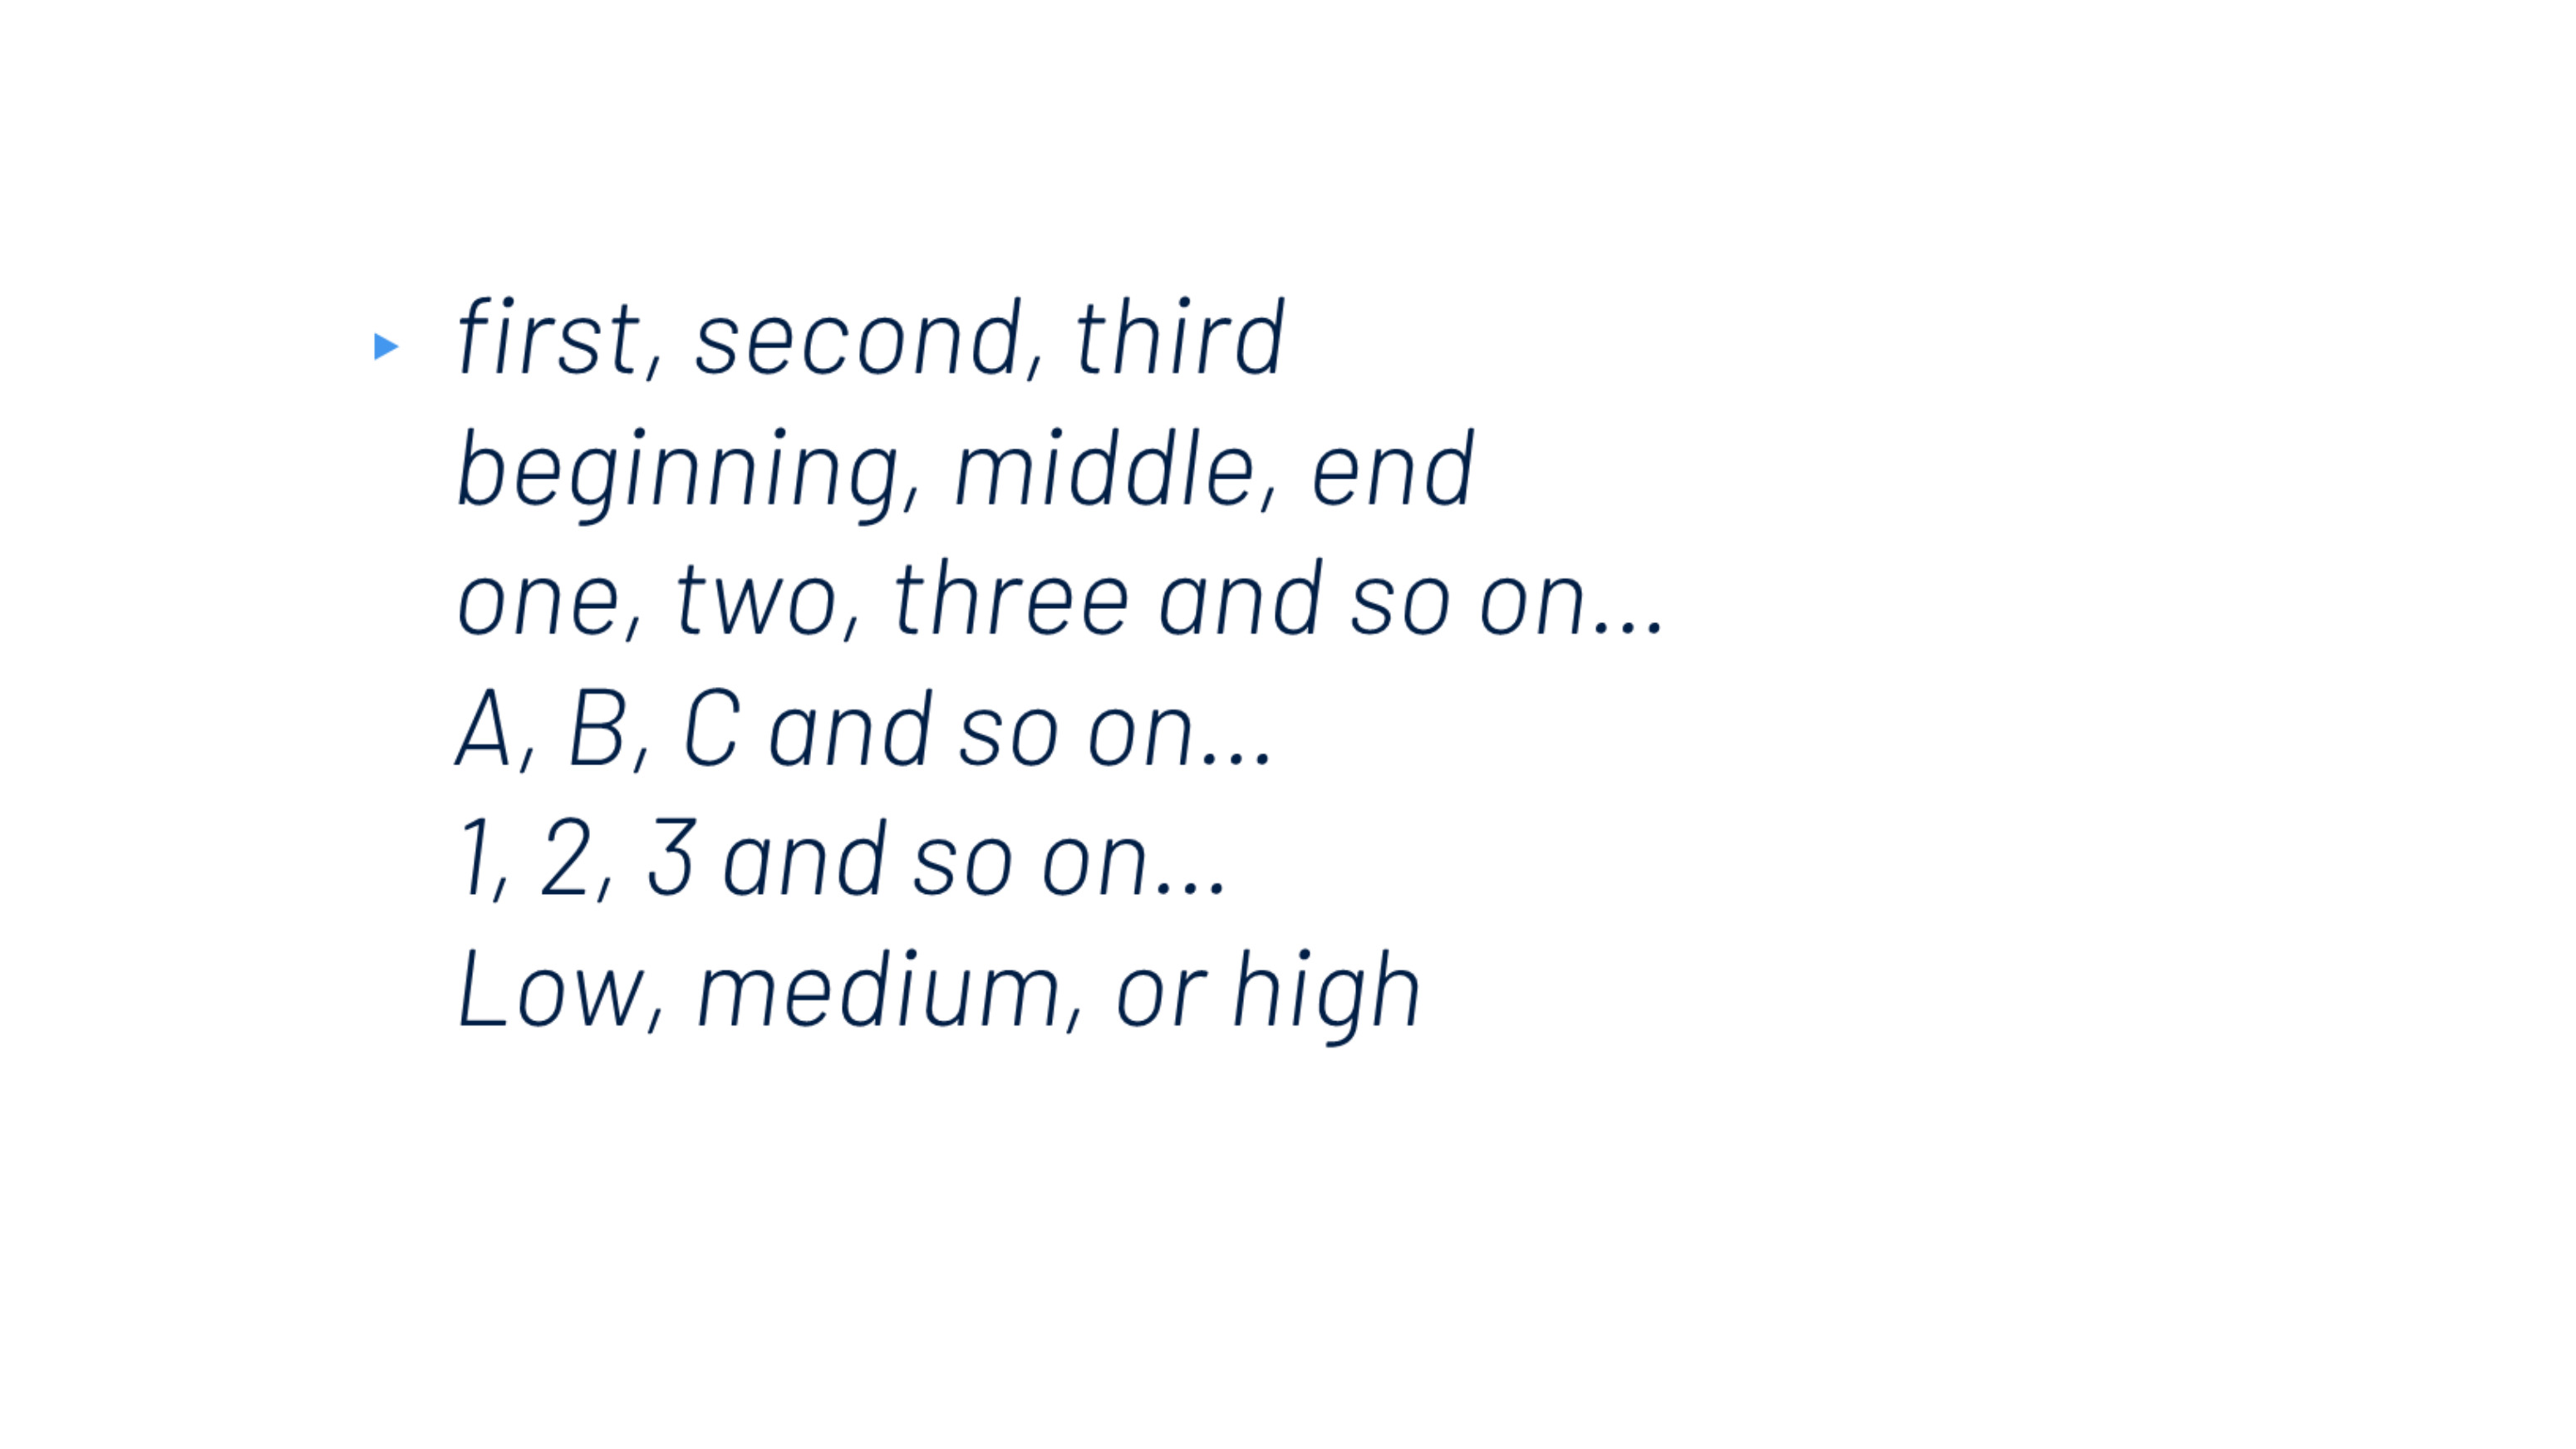 first, second, third
beginning, middle, end
one, two, three and so on...
A, B, C and so on...
1, 2, 3 and so on...
Low, medium, or high